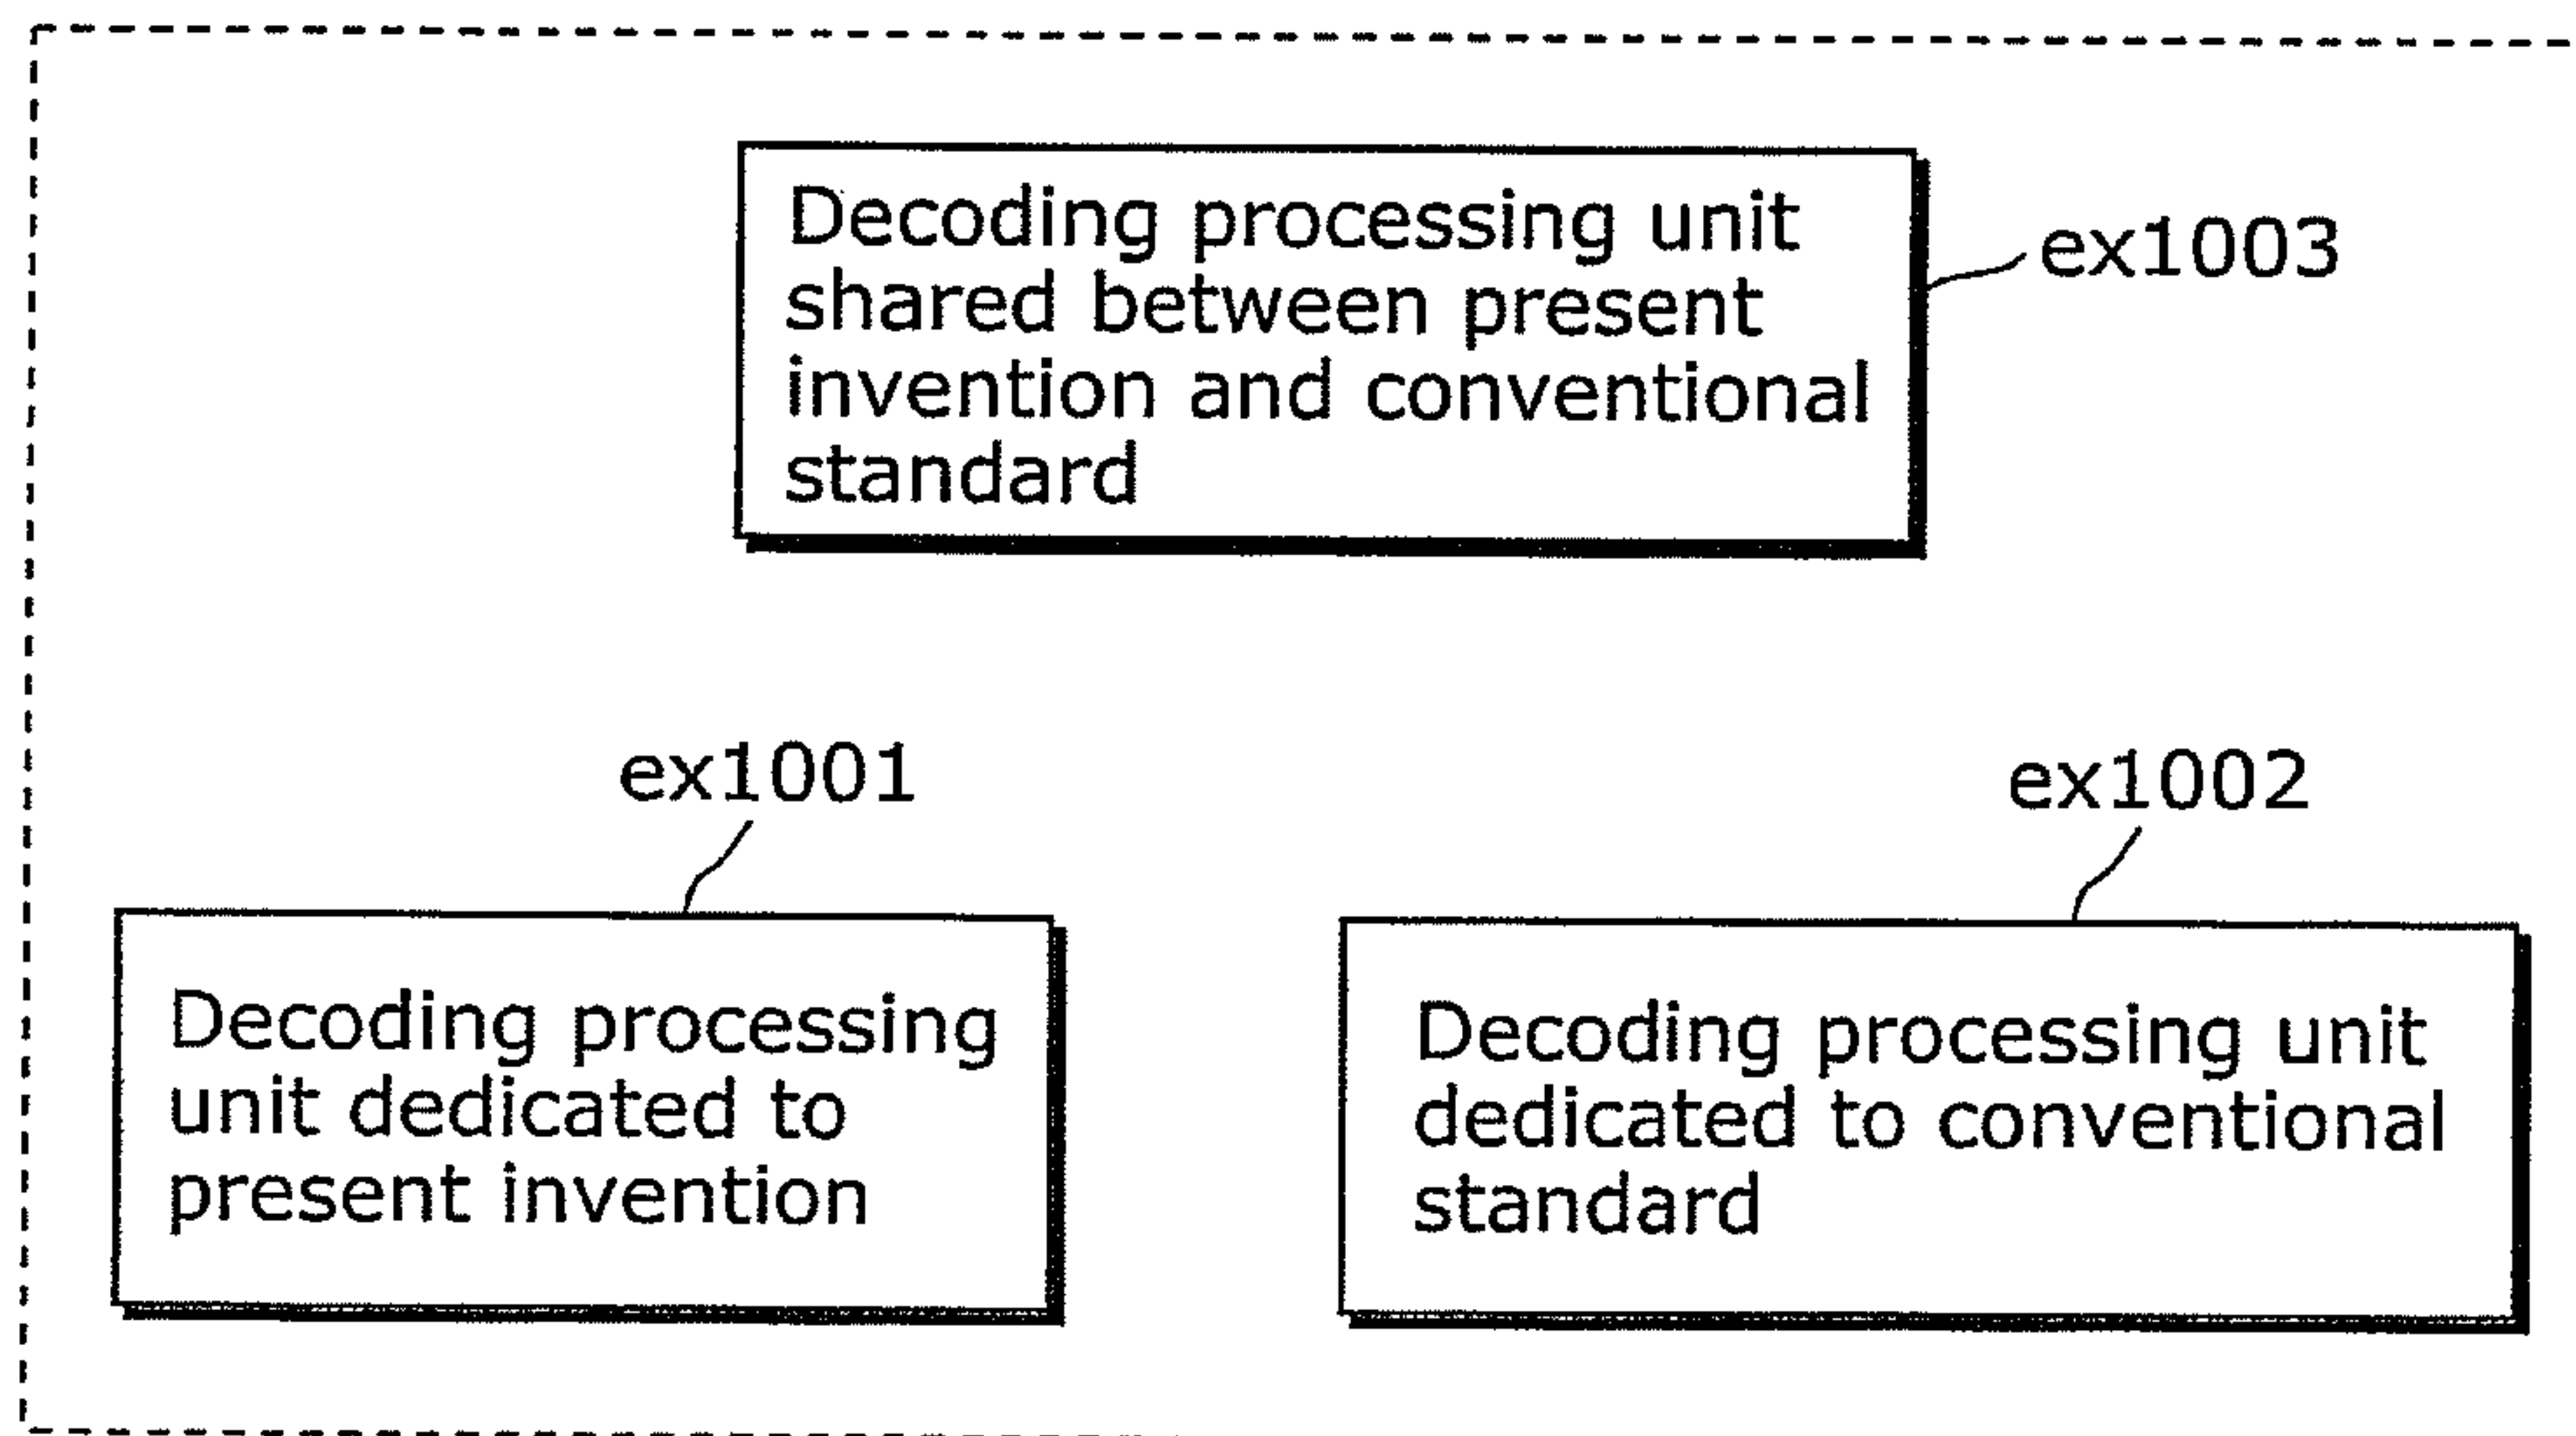 Decoding processing unit
shared between present
invention and conventional
standard
ex1003
ex1001
ex1002
Decoding processing
unit dedicated to
present invention
Decoding processing unit
dedicated to conventional
standard